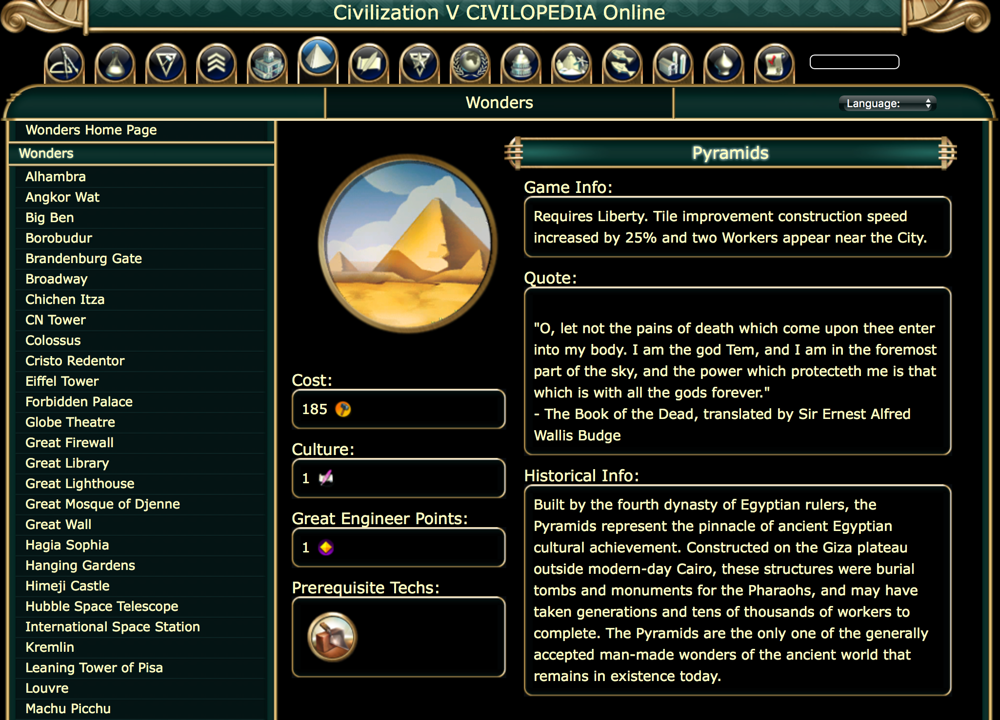 Civilization V CIVILOPEDIA Online
Wonders
Language:
Wonders Home Page
Wonders
Alhambra
Angkor Wat
Big Ben
Borobudur
Brandenburg Gate
Broadway
Chichen Itza
CN Tower
Colossus
Cristo Redentor
Eiffel Tower
Forbidden Palace
Globe Theatre
Great Firewall
Great Library
Great Lighthouse
Great Mosque of Djenne
Great Wall
Hagia Sophia
Hanging Gardens
Himeji Castle
Hubble Space Telescope
International Space Station
Kremlin
Leaning Tower of Pisa
Louvre
Machu Picchu
Cost:
185
Culture:
1
Great Engineer Points:
1
Prerequisite Techs:
Pyramids
Game Info:
Requires Liberty. Tile improvement construction speed
increased by 25% and two Workers appear near the City.
Quote:
"O, let not the pains of death which come upon thee enter
into my body. I am the god Tem, and I am in the foremost
part of the sky, and the power which protecteth me is that
which is with all the gods forever."
- The Book of the Dead, translated by Sir Ernest Alfred
Wallis Budge
Historical Info:
Built by the fourth dynasty of Egyptian rulers, the
Pyramids represent the pinnacle of ancient Egyptian
cultural achievement. Constructed on the Giza plateau
outside modern-day Cairo, these structures were burial
tombs and monuments for the Pharaohs, and may have
taken generations and tens of thousands of workers to
complete. The Pyramids are the only one of the generally
accepted man-made wonders of the ancient world that
remains in existence today.